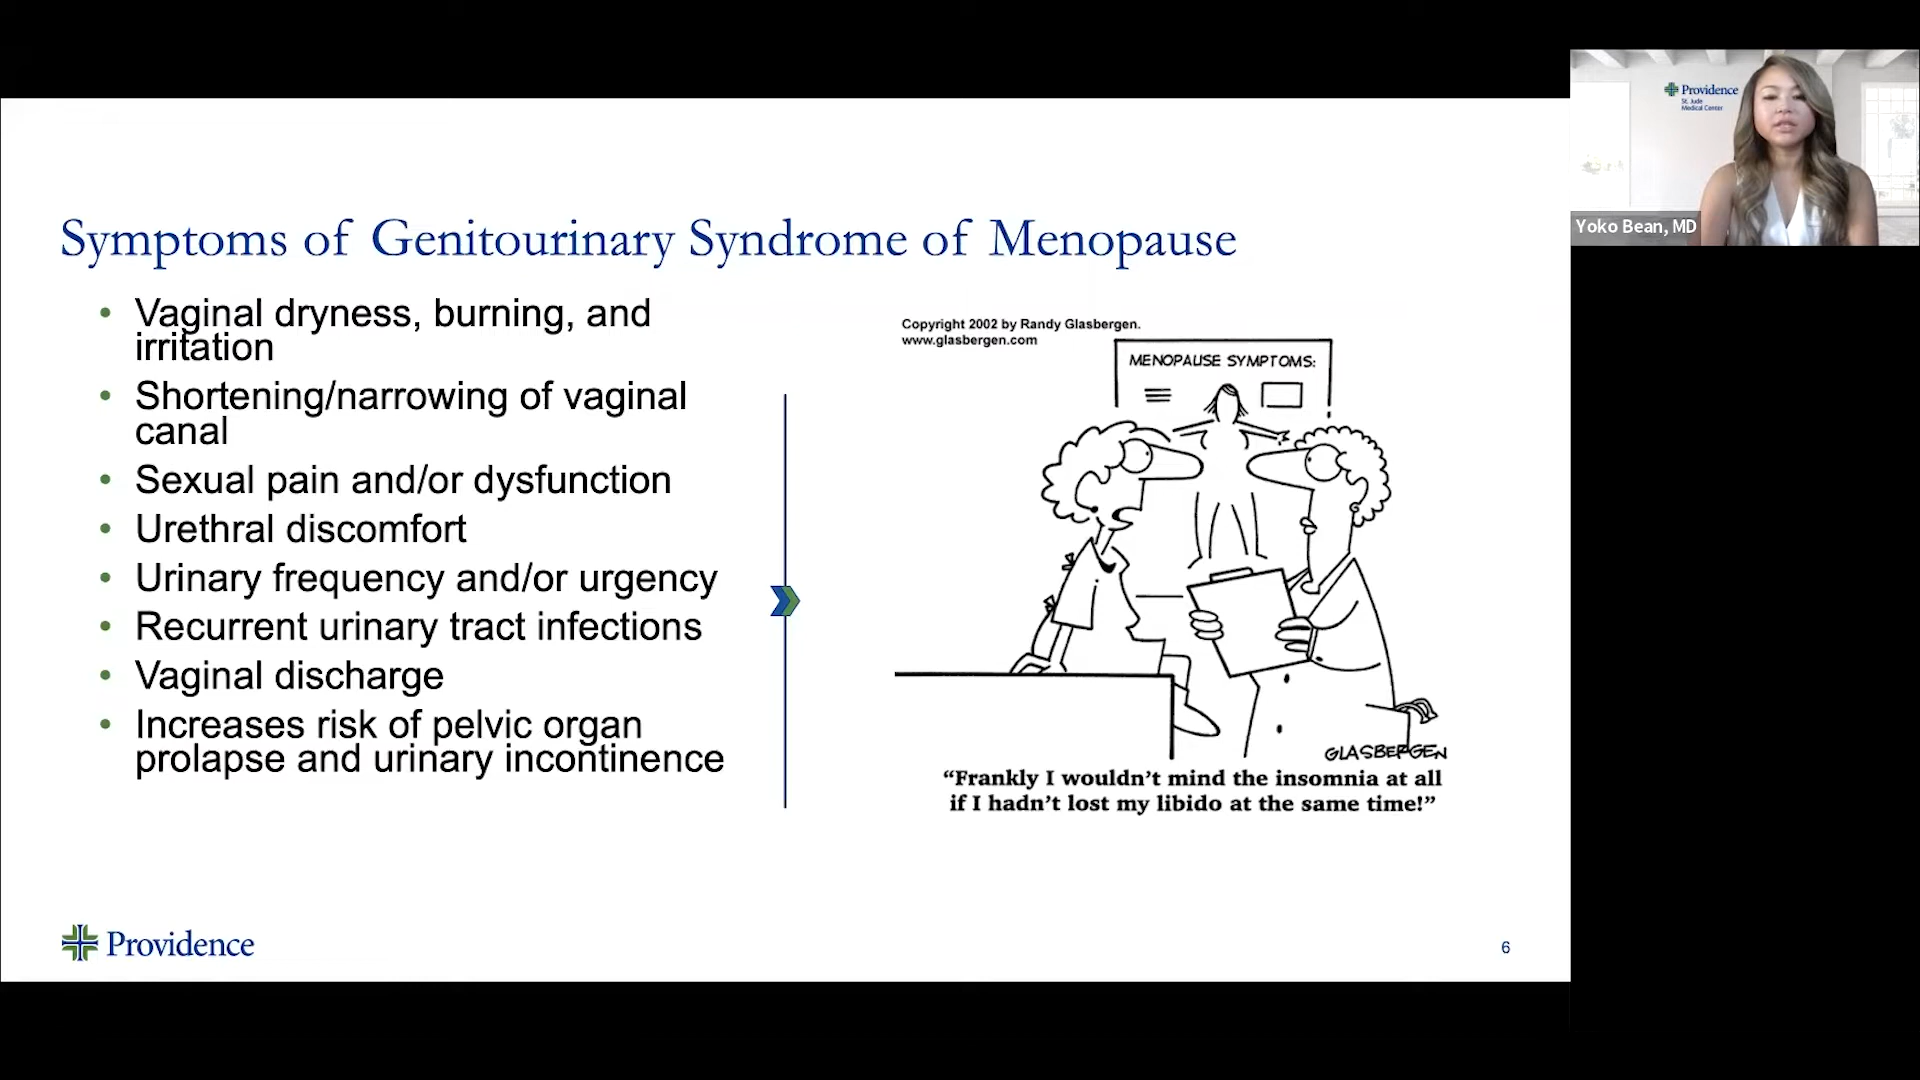 Providence
St. Jude
Medical Center
Yoko Bean, MD
Symptoms of Genitourinary Syndrome of Menopause
• Vaginal dryness, burning, and
irritation
• Shortening/narrowing of vaginal
canal
• Sexual pain and/or dysfunction
• Urethral discomfort
• Urinary frequency and/or urgency
• Recurrent urinary tract infections
• Vaginal discharge
• Increases risk of pelvic organ
prolapse and urinary incontinence
Copyright 2002 by Randy Glasbergen.
www.glasbergen.com
MENOPAUSE SYMPTOMS:
GLASBERGEN
“Frankly I wouldn’t mind the insomnia at all
if I hadn’t lost my libido at the same time!”
Providence
6